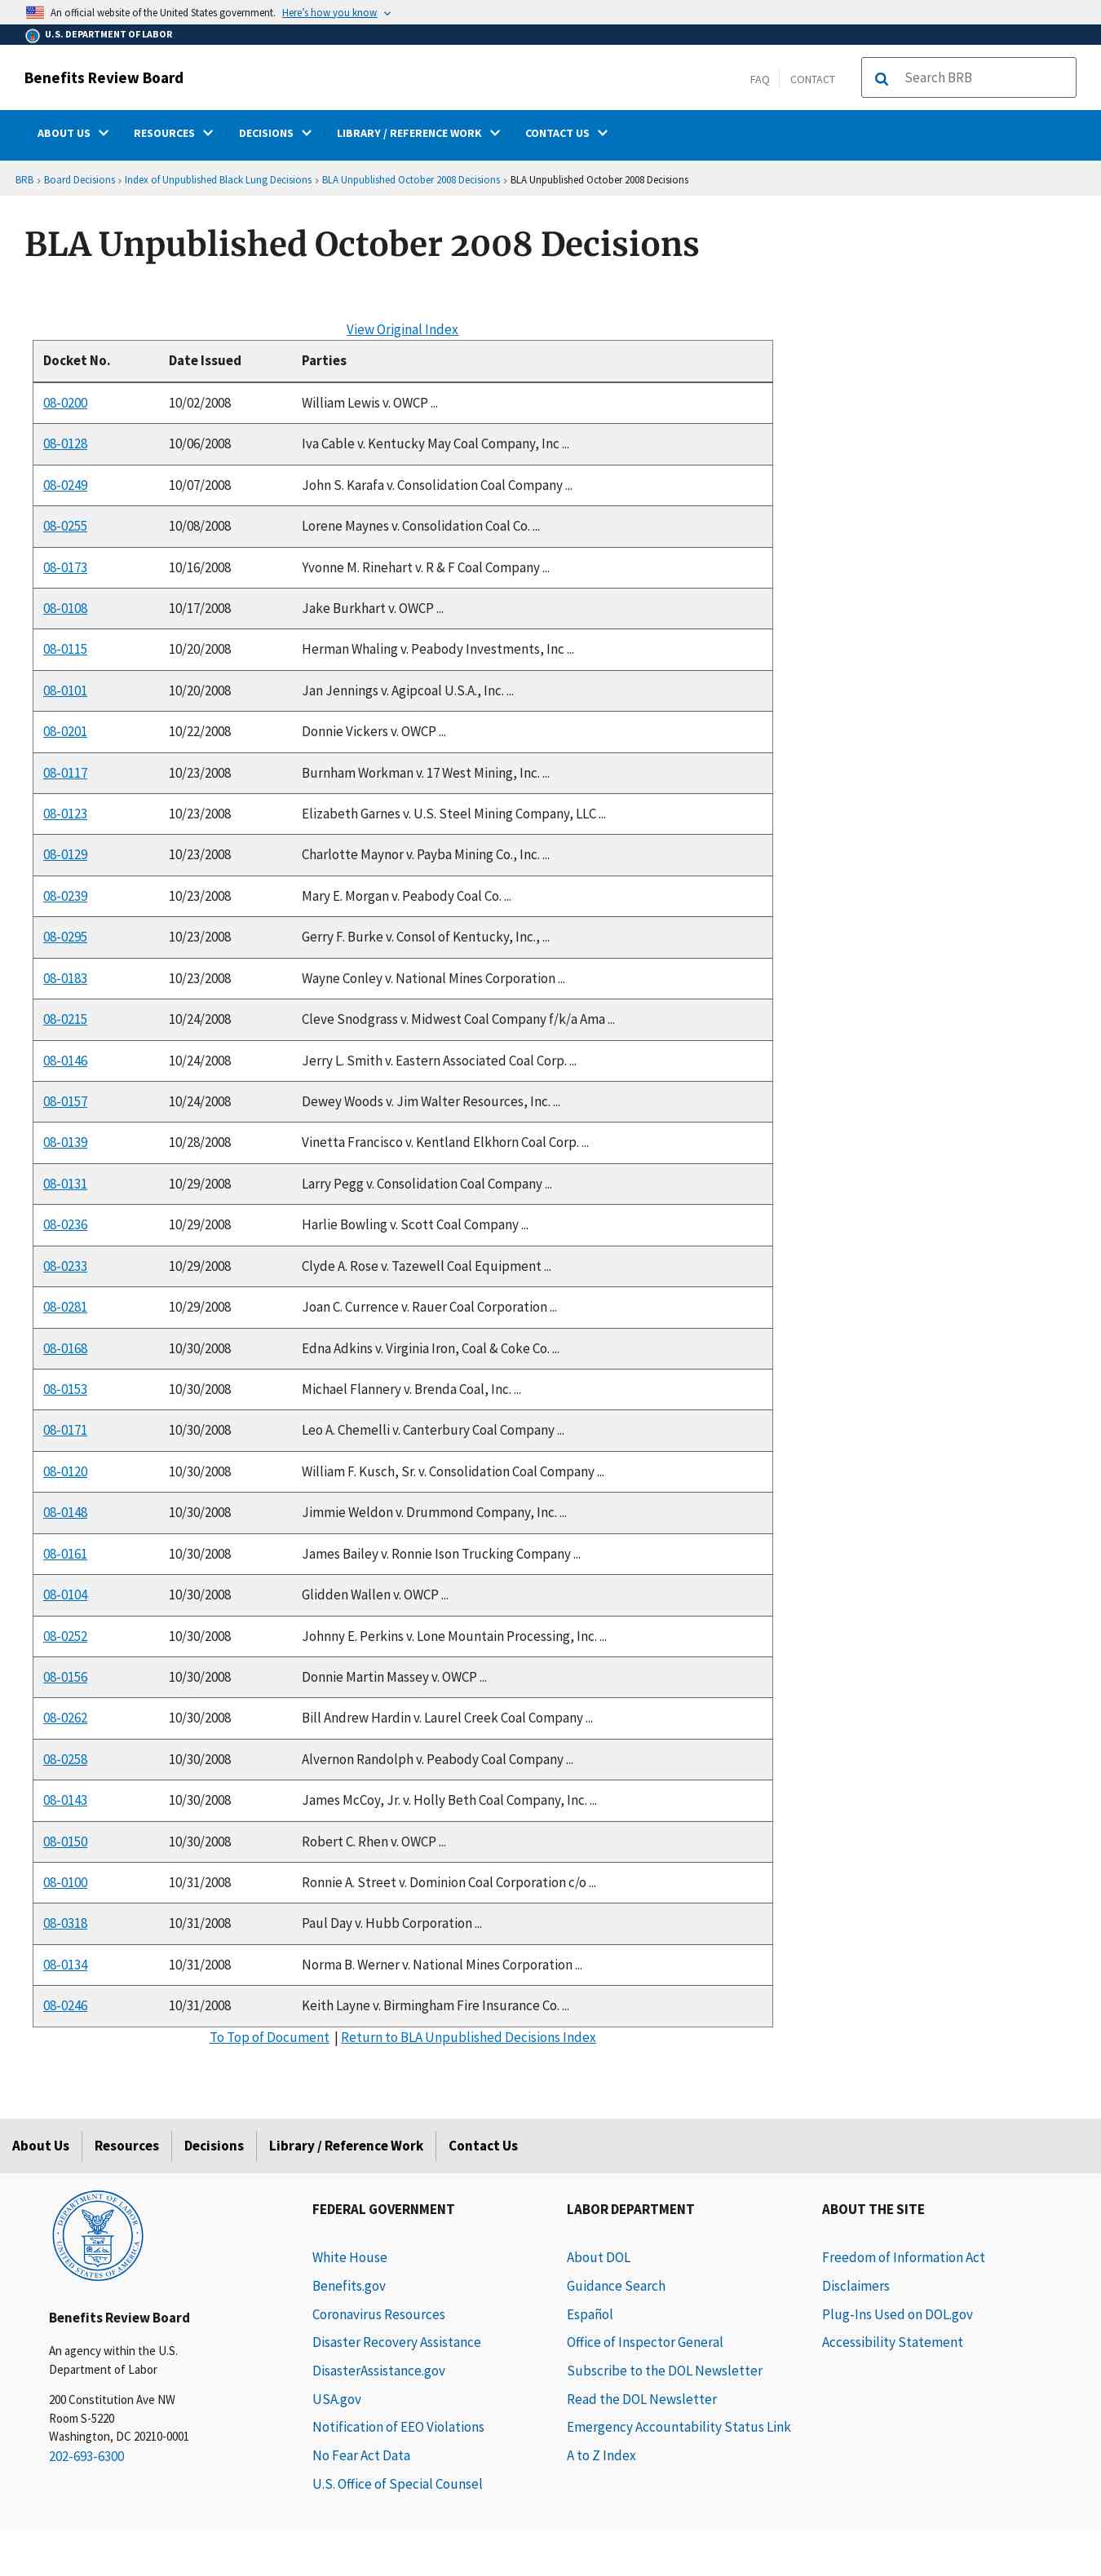 An official website of the United States government. Here's how you know
U.S. DEPARTMENT OF LABOR
Benefits Review Board
FAQ CONTACT Search BRB
ABOUT US RESOURCES DECISIONS LIBRARY / REFERENCE WORK CONTACT US
BRB › Board Decisions › Index of Unpublished Black Lung Decisions › BLA Unpublished October 2008 Decisions › BLA Unpublished October 2008 Decisions
BLA Unpublished October 2008 Decisions
View Original Index
Docket No. Date Issued Parties
08-0200 10/02/2008 William Lewis v. OWCP ...
08-0128 10/06/2008 Iva Cable v. Kentucky May Coal Company, Inc ...
08-0249 10/07/2008 John S. Karafa v. Consolidation Coal Company ...
08-0255 10/08/2008 Lorene Maynes v. Consolidation Coal Co. ...
08-0173 10/16/2008 Yvonne M. Rinehart v. R & F Coal Company ...
08-0108 10/17/2008 Jake Burkhart v. OWCP ...
08-0115 10/20/2008 Herman Whaling v. Peabody Investments, Inc ...
08-0101 10/20/2008 Jan Jennings v. Agipcoal U.S.A., Inc. ...
08-0201 10/22/2008 Donnie Vickers v. OWCP ...
08-0117 10/23/2008 Burnham Workman v. 17 West Mining, Inc. ...
08-0123 10/23/2008 Elizabeth Garnes v. U.S. Steel Mining Company, LLC ...
08-0129 10/23/2008 Charlotte Maynor v. Payba Mining Co., Inc. ...
08-0239 10/23/2008 Mary E. Morgan v. Peabody Coal Co. ...
08-0295 10/23/2008 Gerry F. Burke v. Consol of Kentucky, Inc., ...
08-0183 10/23/2008 Wayne Conley v. National Mines Corporation ...
08-0215 10/24/2008 Cleve Snodgrass v. Midwest Coal Company f/k/a Ama ...
08-0146 10/24/2008 Jerry L. Smith v. Eastern Associated Coal Corp. ...
08-0157 10/24/2008 Dewey Woods v. Jim Walter Resources, Inc. ...
08-0139 10/28/2008 Vinetta Francisco v. Kentland Elkhorn Coal Corp. ...
08-0131 10/29/2008 Larry Pegg v. Consolidation Coal Company ...
08-0236 10/29/2008 Harlie Bowling v. Scott Coal Company ...
08-0233 10/29/2008 Clyde A. Rose v. Tazewell Coal Equipment ...
08-0281 10/29/2008 Joan C. Currence v. Rauer Coal Corporation ...
08-0168 10/30/2008 Edna Adkins v. Virginia Iron, Coal & Coke Co. ...
08-0153 10/30/2008 Michael Flannery v. Brenda Coal, Inc. ...
08-0171 10/30/2008 Leo A. Chemelli v. Canterbury Coal Company ...
08-0120 10/30/2008 William F. Kusch, Sr. v. Consolidation Coal Company ...
08-0148 10/30/2008 Jimmie Weldon v. Drummond Company, Inc. ...
08-0161 10/30/2008 James Bailey v. Ronnie Ison Trucking Company ...
08-0104 10/30/2008 Glidden Wallen v. OWCP ...
08-0252 10/30/2008 Johnny E. Perkins v. Lone Mountain Processing, Inc. ...
08-0156 10/30/2008 Donnie Martin Massey v. OWCP ...
08-0262 10/30/2008 Bill Andrew Hardin v. Laurel Creek Coal Company ...
08-0258 10/30/2008 Alvernon Randolph v. Peabody Coal Company ...
08-0143 10/30/2008 James McCoy, Jr. v. Holly Beth Coal Company, Inc. ...
08-0150 10/30/2008 Robert C. Rhen v. OWCP ...
08-0100 10/31/2008 Ronnie A. Street v. Dominion Coal Corporation c/o ...
08-0318 10/31/2008 Paul Day v. Hubb Corporation ...
08-0134 10/31/2008 Norma B. Werner v. National Mines Corporation ...
08-0246 10/31/2008 Keith Layne v. Birmingham Fire Insurance Co. ...
To Top of Document | Return to BLA Unpublished Decisions Index
About Us Resources Decisions Library / Reference Work Contact Us
DEPARTMENT OF LABOR
UNITED STATES OF AMERICA
Benefits Review Board
An agency within the U.S.
Department of Labor
200 Constitution Ave NW
Room S-5220
Washington, DC 20210-0001
202-693-6300
FEDERAL GOVERNMENT
White House
Benefits.gov
Coronavirus Resources
Disaster Recovery Assistance
DisasterAssistance.gov
USA.gov
Notification of EEO Violations
No Fear Act Data
U.S. Office of Special Counsel
LABOR DEPARTMENT
About DOL
Guidance Search
Español
Office of Inspector General
Subscribe to the DOL Newsletter
Read the DOL Newsletter
Emergency Accountability Status Link
A to Z Index
ABOUT THE SITE
Freedom of Information Act
Disclaimers
Plug-Ins Used on DOL.gov
Accessibility Statement